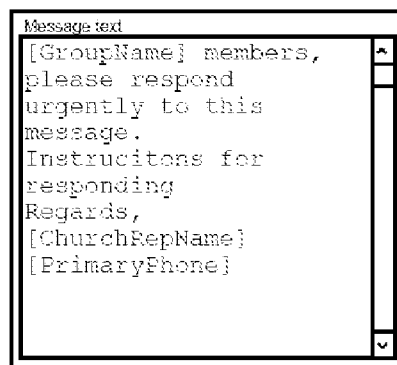 Message text
[GroupName] members,
please respond
urgently to this
message.
Instrucitons for
responding
Regards,
[ChurchRepName]
[PrimaryPhone]